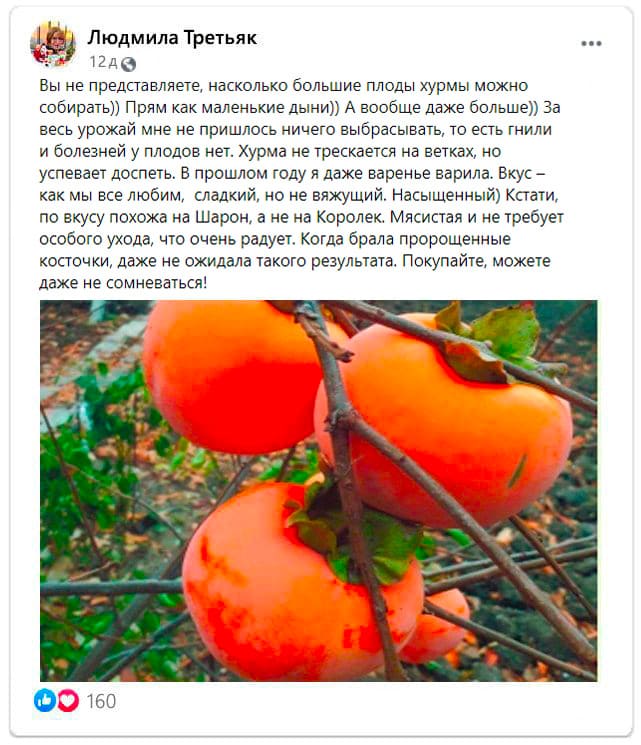 Людмила Третьяк
12 д
Вы не представляете, насколько большие плоды хурмы можно
собирать)) Прям как маленькие дыни)) А вообще даже больше)) За
весь урожай мне не пришлось ничего выбрасывать, то есть гнили
и болезней у плодов нет. Хурма не трескается на ветках, но
успевает доспеть. В прошлом году я даже варенье варила. Вкус –
как мы все любим,  сладкий, но не вяжущий. Насыщенный) Кстати,
по вкусу похожа на Шарон, а не на Королек. Мясистая и не требует
особого ухода, что очень радует. Когда брала пророщенные
косточки, даже не ожидала такого результата. Покупайте, можете
даже не сомневаться!
160